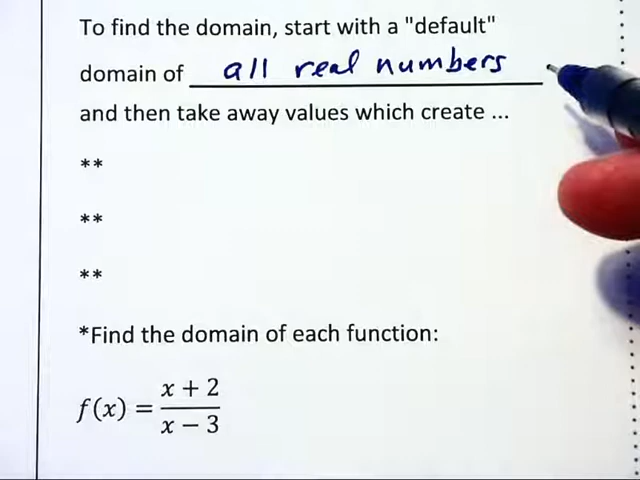 To find the domain, start with a "default"
domain of all real numbers
and then take away values which create ...
**
**
**
*Find the domain of each function:
f(x) = x + 2 / x − 3